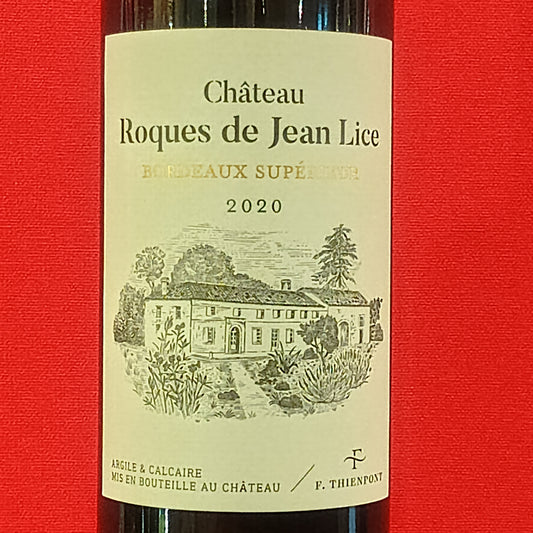 Château
Roques de Jean Lice
BORDEAUX SUPÉRIEUR
2020
ARGILE & CALCAIRE
MIS EN BOUTEILLE AU CHÂTEAU / F. THIENPONT